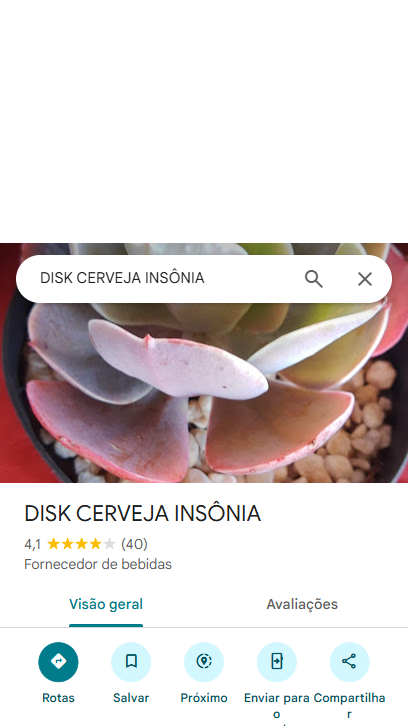 DISK CERVEJA INSÔNIA
DISK CERVEJA INSÔNIA
4,1 (40)
Fornecedor de bebidas
Visão geral Avaliações
Rotas Salvar Próximo Enviar para o Compartilhar